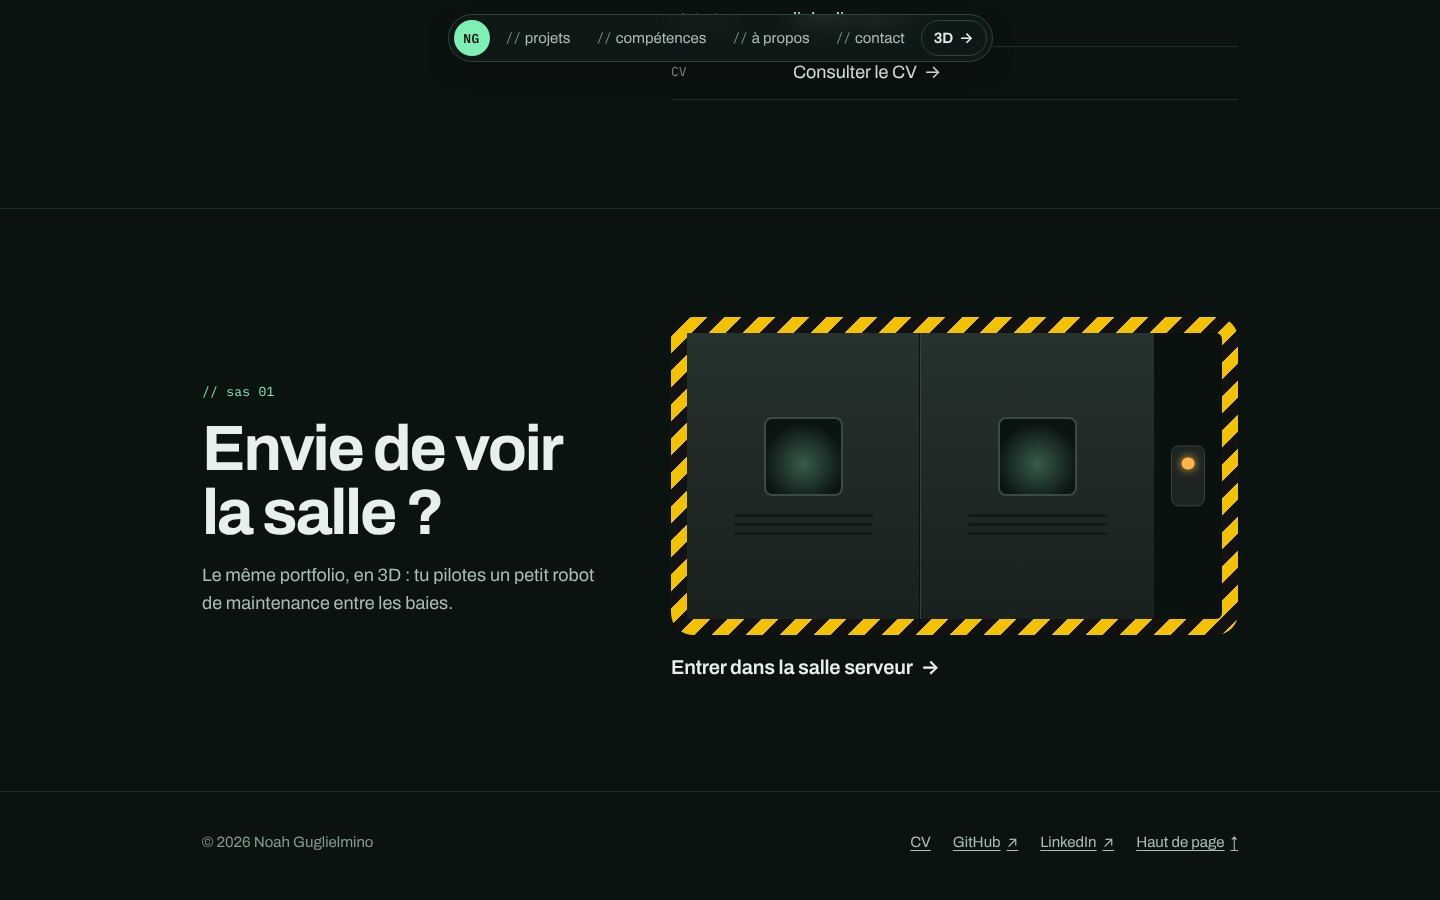 NG // projets // compétences // à propos // contact 3D →
CV Consulter le CV →
// sas 01
Envie de voir
la salle ?
Le même portfolio, en 3D : tu pilotes un petit robot
de maintenance entre les baies.
Entrer dans la salle serveur →
© 2026 Noah Guglielmino CV GitHub ↗ LinkedIn ↗ Haut de page ↑